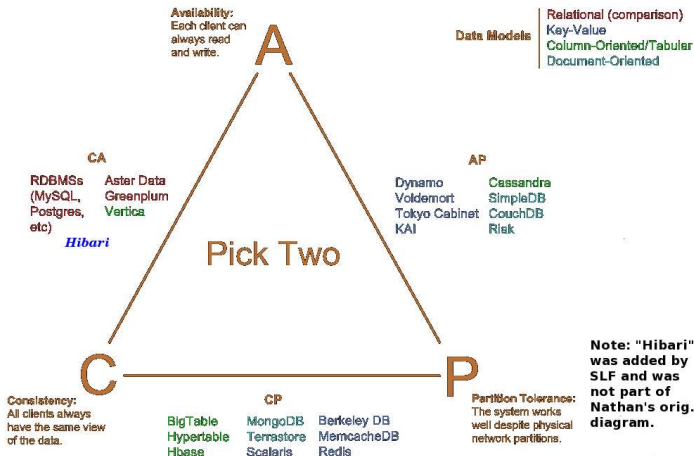 Availability:
Each client can
always read
and write.
A
Data Models
Relational (comparison)
Key-Value
Column-Oriented/Tabular
Document-Oriented
CA
RDBMSs
(MySQL,
Postgres,
etc)
Aster Data
Greenplum
Vertica
Hibari
AP
Dynamo
Voldemort
Tokyo Cabinet
KAI
Cassandra
SimpleDB
CouchDB
Riak
Pick Two
C
P
Consistency:
All clients always
have the same view
of the data.
CP
BigTable
Hypertable
Hbase
MongoDB
Terrastore
Scalaris
Berkeley DB
MemcacheDB
Redis
Partition Tolerance:
The system works
well despite physical
network partitions.
Note: "Hibari"
was added by
SLF and was
not part of
Nathan's orig.
diagram.